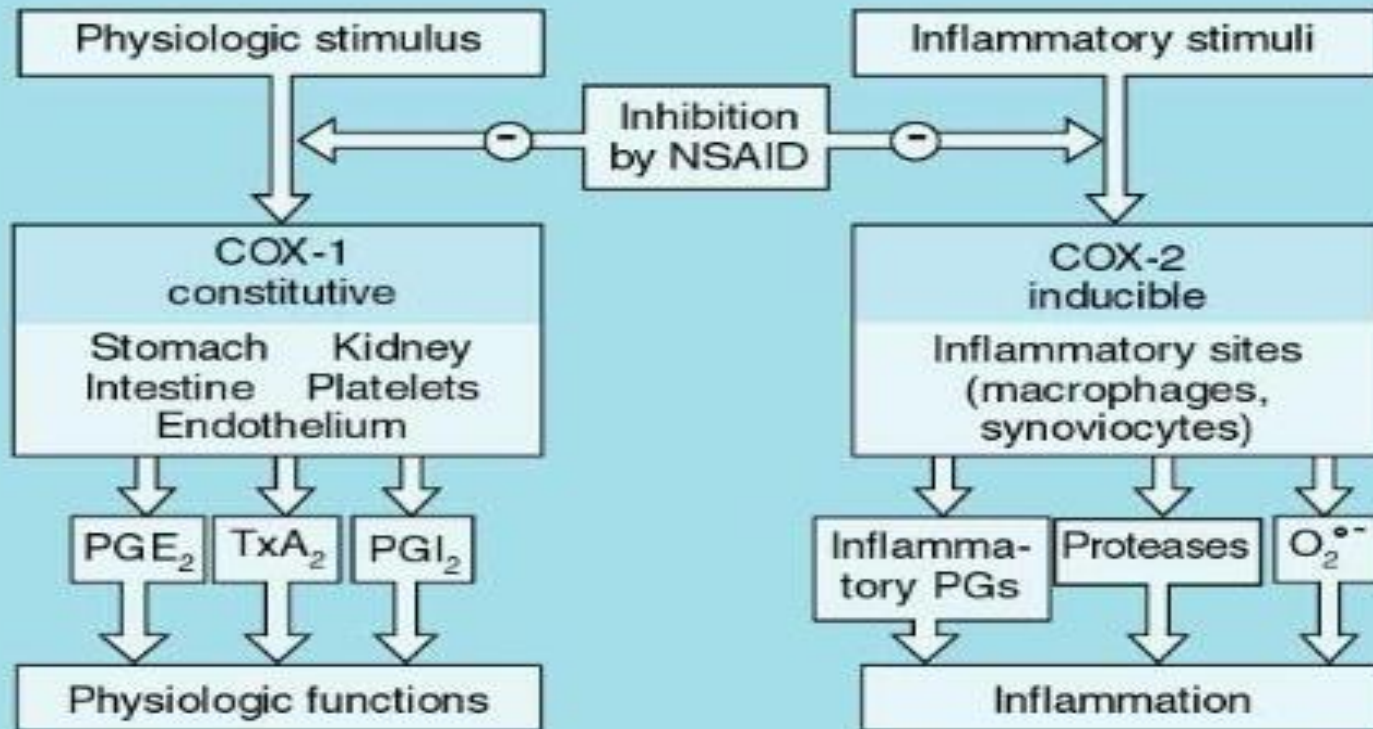 Physiologic stimulus
Inflammatory stimuli
Inhibition
by NSAID
-
-
COX-1
constitutive
Stomach Kidney
Intestine Platelets
Endothelium
COX-2
inducible
Inflammatory sites
(macrophages,
synoviocytes)
PGE₂
TxA₂
PGI₂
Inflamma-
tory PGs
Proteases
O₂•-
Physiologic functions
Inflammation